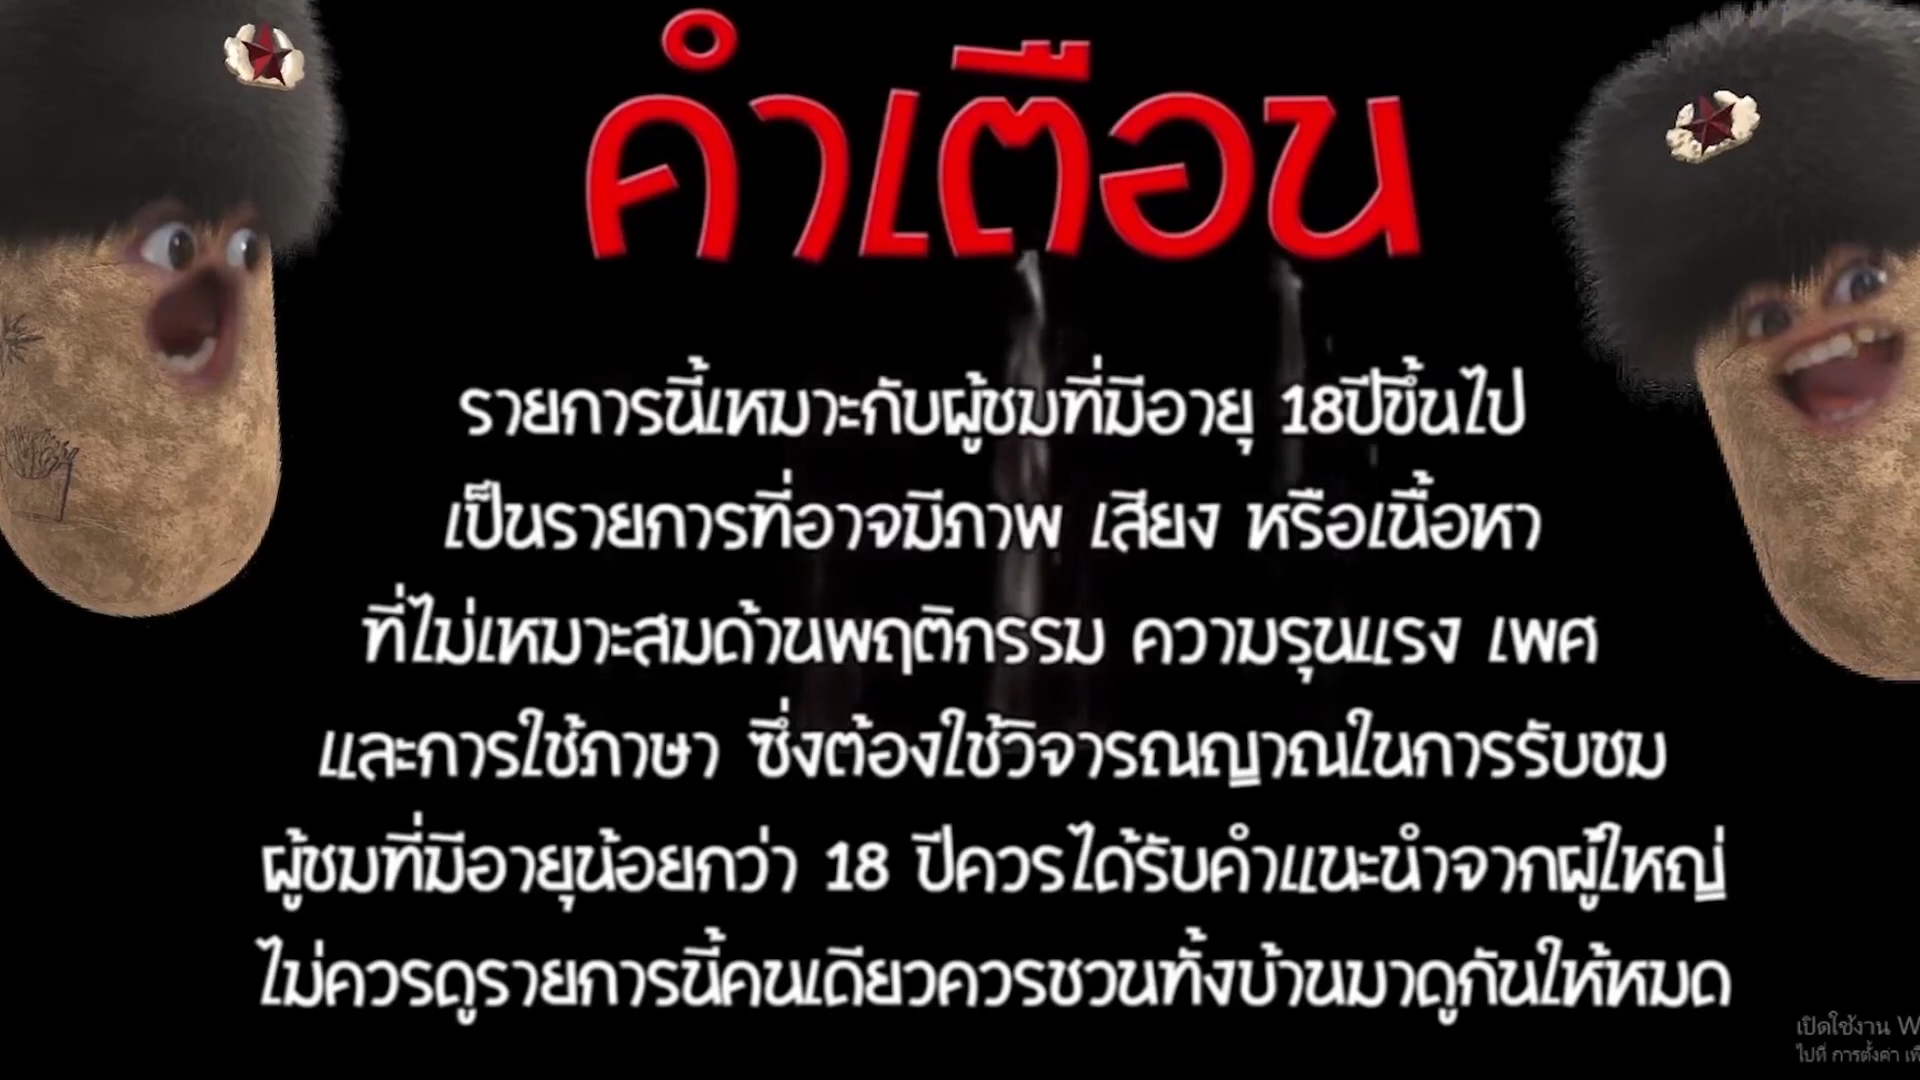 คำเตือน
รายการนี้เหมาะกับผู้ชมที่มีอายุ 18ปีขึ้นไป
เป็นรายการที่อาจมีภาพ เสียง หรือเนื้อหา
ที่ไม่เหมาะสมด้านพฤติกรรม ความรุนแรง เพศ
และการใช้ภาษา ซึ่งต้องใช้วิจารณญาณในการรับชม
ผู้ชมที่มีอายุน้อยกว่า 18 ปีควรได้รับคำแนะนำจากผู้ใหญ่
ไม่ควรดูรายการนี้คนเดียวควรชวนทั้งบ้านมาดูกันให้หมด
เปิดใช้งาน W
ไปที่ การตั้งค่า เพื